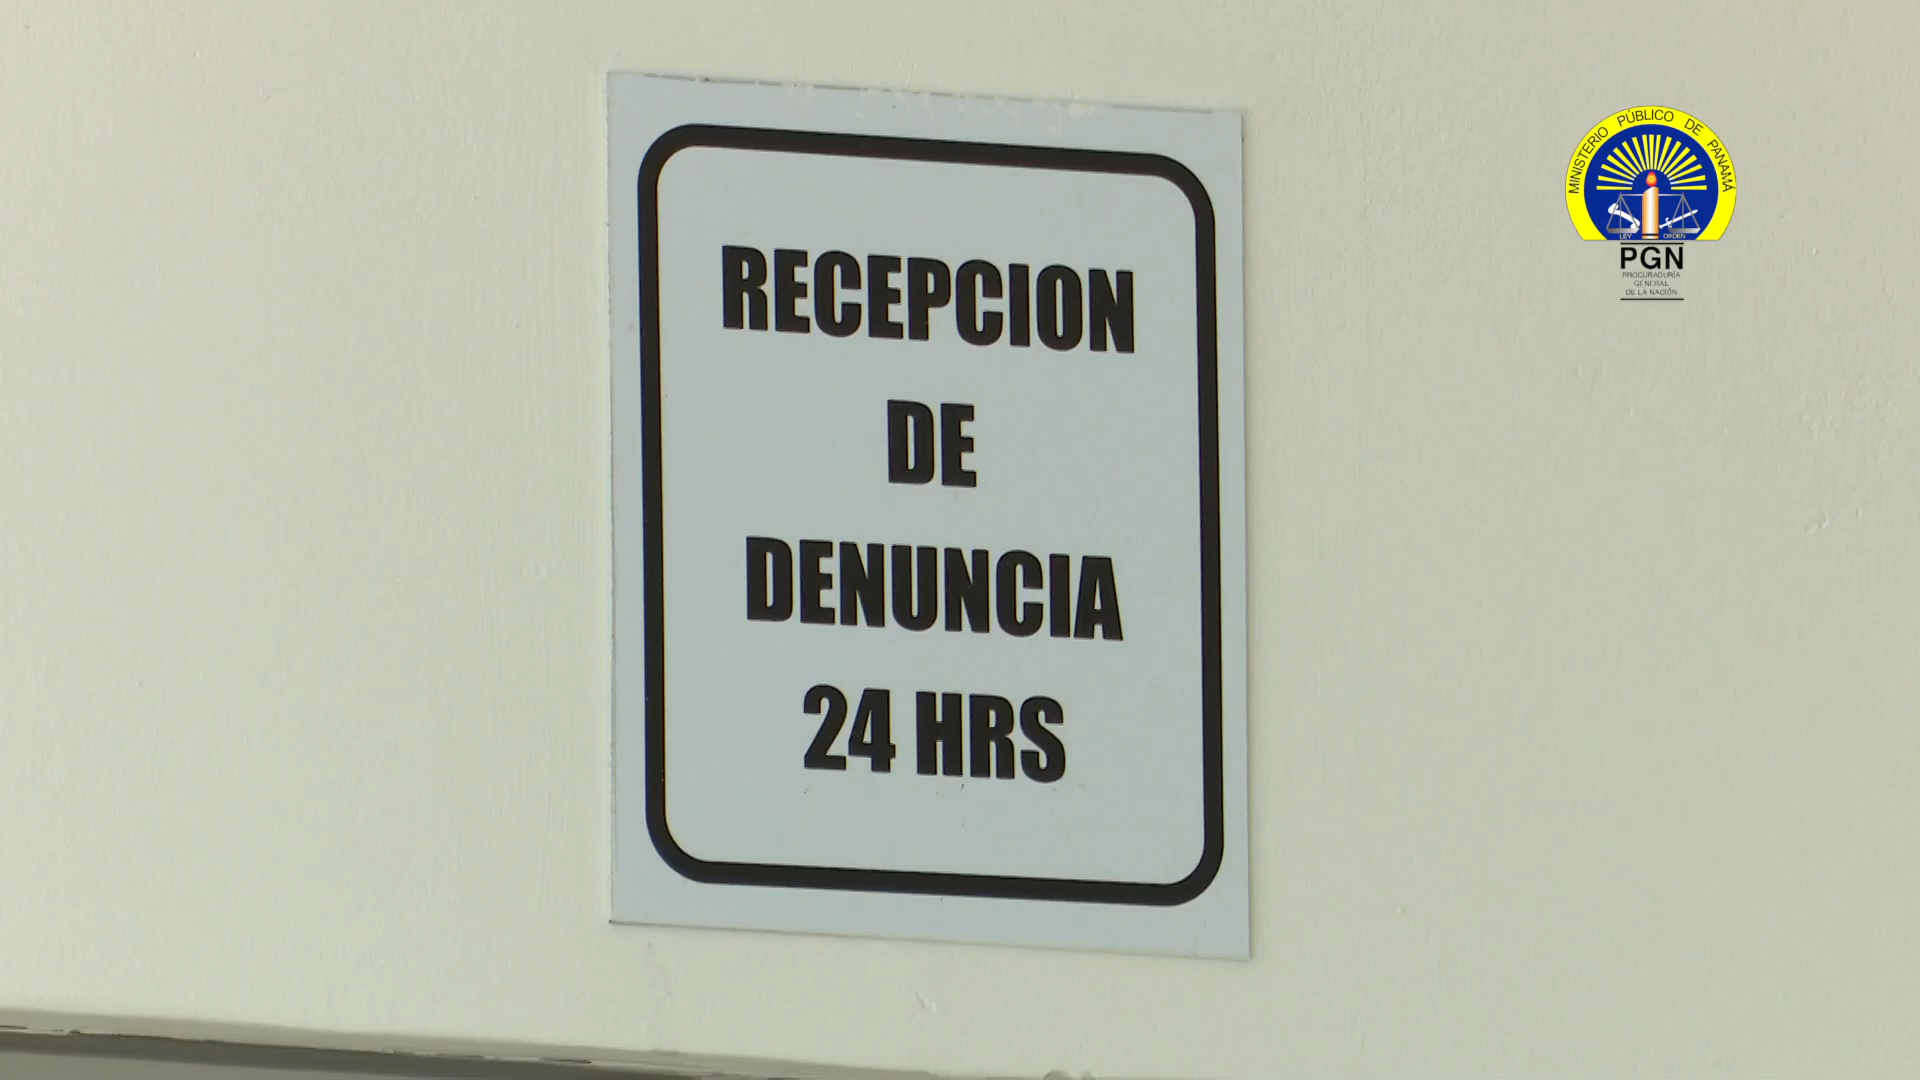 RECEPCION
DE
DENUNCIA
24 HRS
MINISTERIO PÚBLICO DE PANAMÁ
LEY ORDEN
PGN
PROCURADURÍA
GENERAL
DE LA NACIÓN